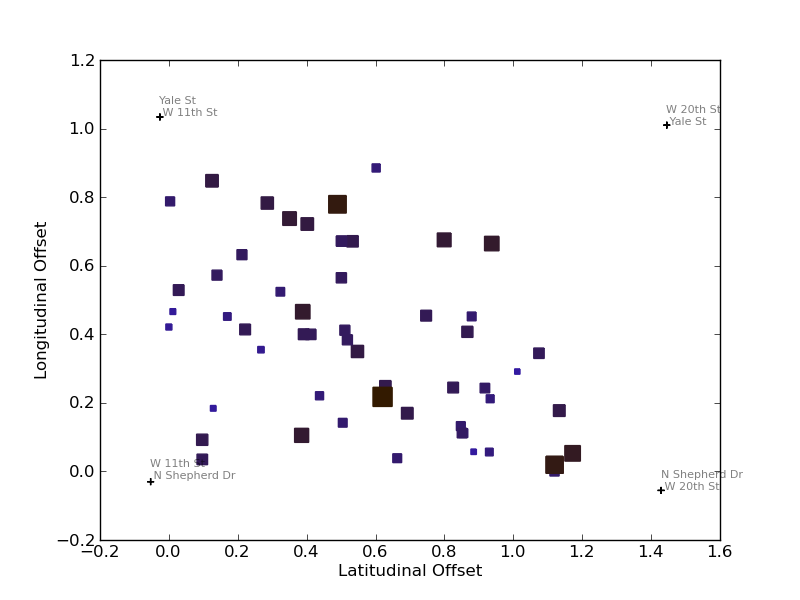 1.2
Yale St
W 11th St
W 20th St
Yale St
1.0
0.8
0.6
0.4
0.2
0.0
−0.2
Longitudinal Offset
W 11th St
N Shepherd Dr
N Shepherd Dr
W 20th St
−0.2 0.0 0.2 0.4 0.6 0.8 1.0 1.2 1.4 1.6
Latitudinal Offset